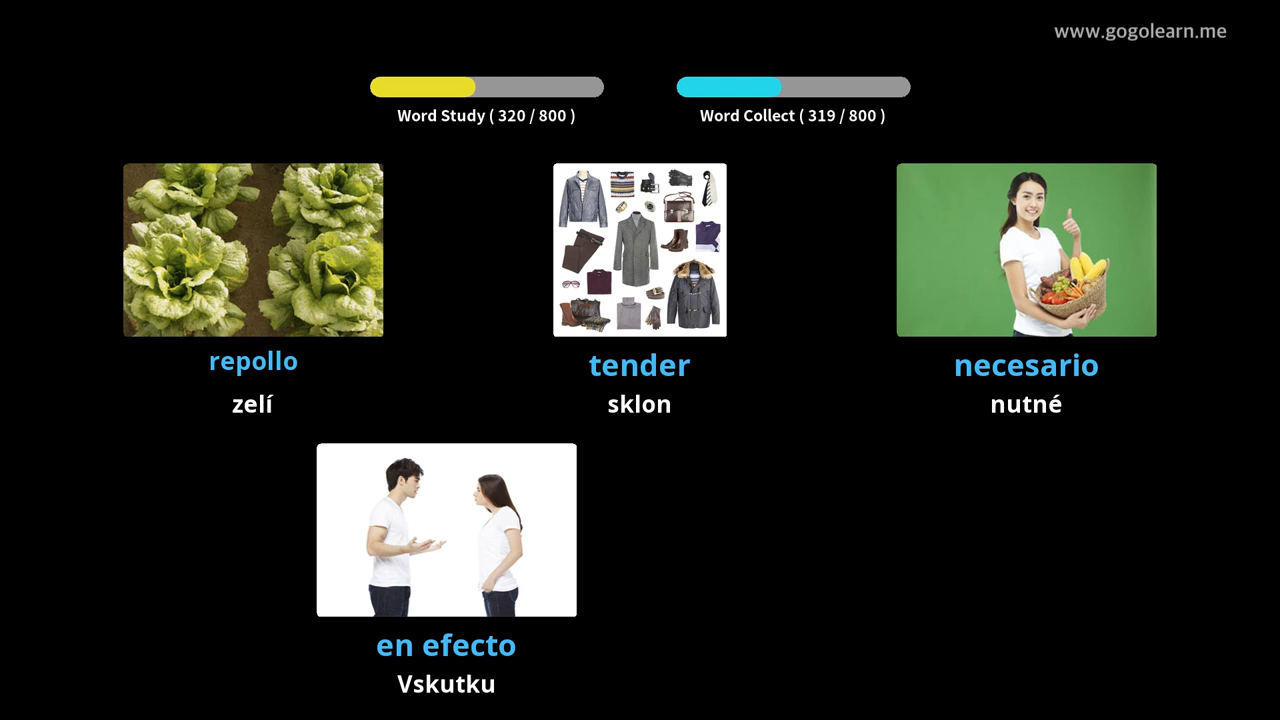 www.gogolearn.me
Word Study ( 320 / 800 )
Word Collect ( 319 / 800 )
repollo
zelí
tender
sklon
necesario
nutné
en efecto
Vskutku